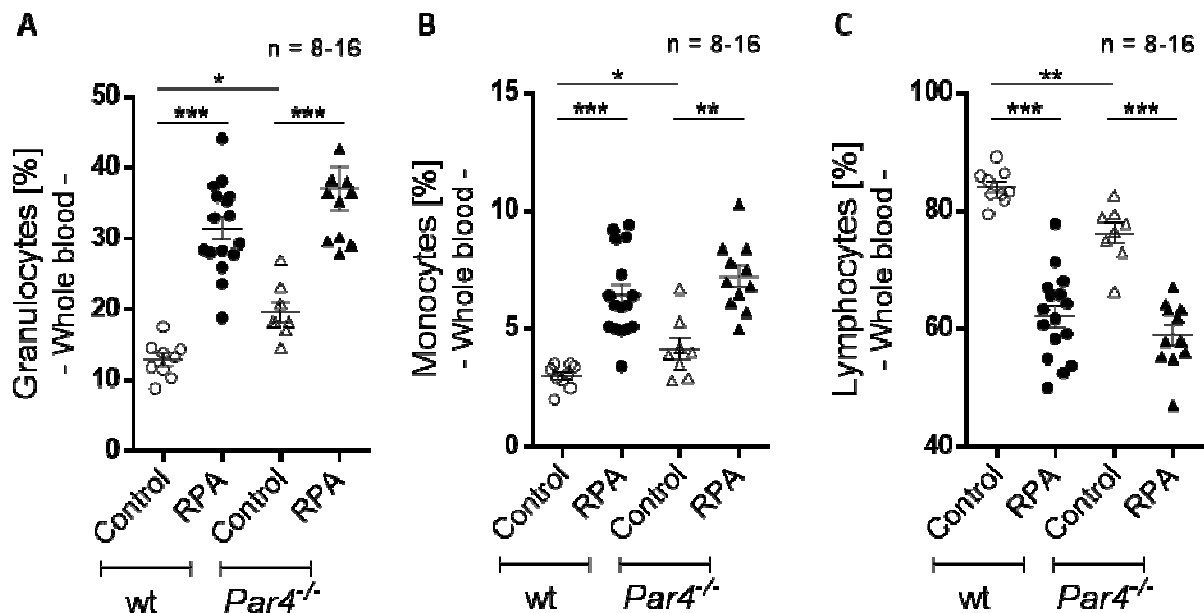 A
n = 8-16
*
***
***
50
40
30
20
10
0
Granulocytes [%]
- Whole blood -
Control
RPA
Control
RPA
wt
Par4-/-
B
n = 8-16
*
***
**
15
10
5
0
Monocytes [%]
- Whole blood -
Control
RPA
Control
RPA
wt
Par4-/-
C
n = 8-16
**
***
***
100
80
60
40
Lymphocytes [%]
- Whole blood -
Control
RPA
Control
RPA
wt
Par4-/-